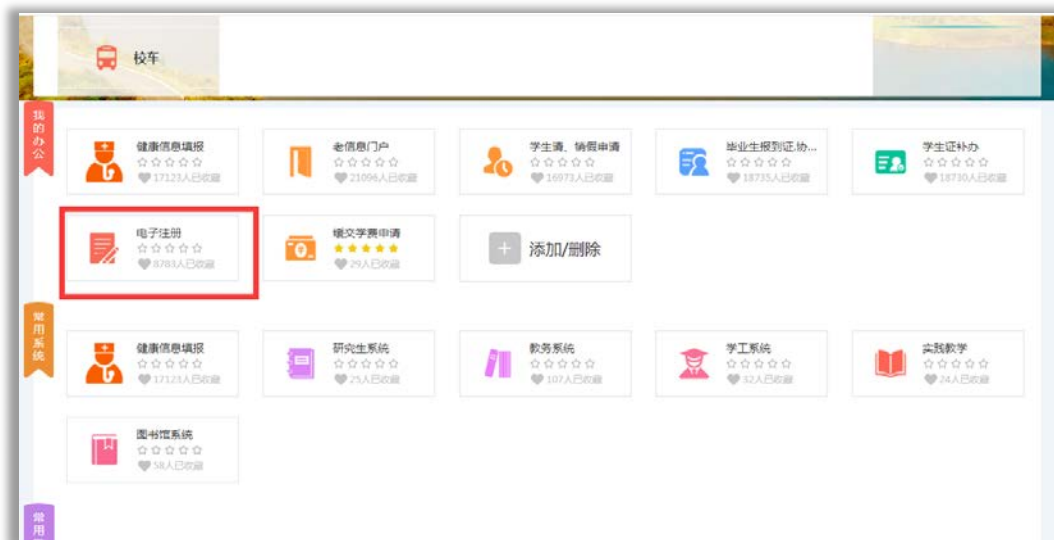 校车
我的办公
健康信息填报
17123人已收藏
老信息门户
21096人已收藏
学生请、销假申请
16973人已收藏
毕业生报到证,协...
18735人已收藏
学生证补办
18730人已收藏
电子注册
8783人已收藏
缓交学费申请
29人已收藏
添加/删除
常用系统
健康信息填报
17123人已收藏
研究生系统
25人已收藏
教务系统
107人已收藏
学工系统
32人已收藏
实践教学
24人已收藏
图书馆系统
58人已收藏
常用